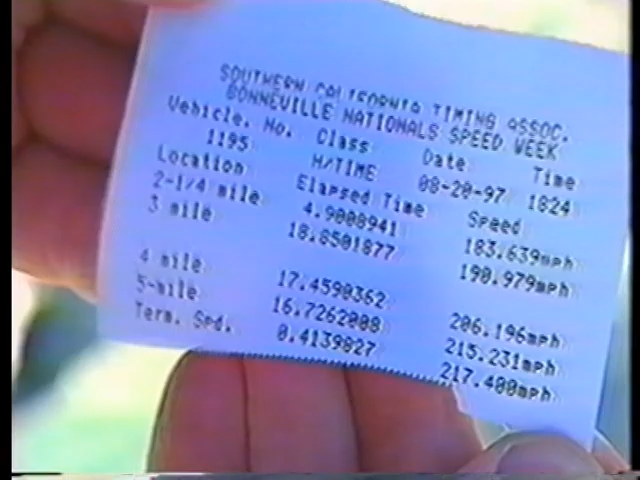 SOUTHERN CALIFORNIA TIMING ASSOC.
BONNEVILLE NATIONALS SPEED WEEK
Vehicle. No. Class Date Time
1195 H/TIME 08-20-97 1824
Location Elapsed Time Speed
2-1/4 mile 4.9008941 183.639mph
3 mile 18.8501877 190.979mph
4 mile 17.4590362 206.196mph
5-mile 16.7262008 215.231mph
Term. Spd. 0.4139827 217.400mph